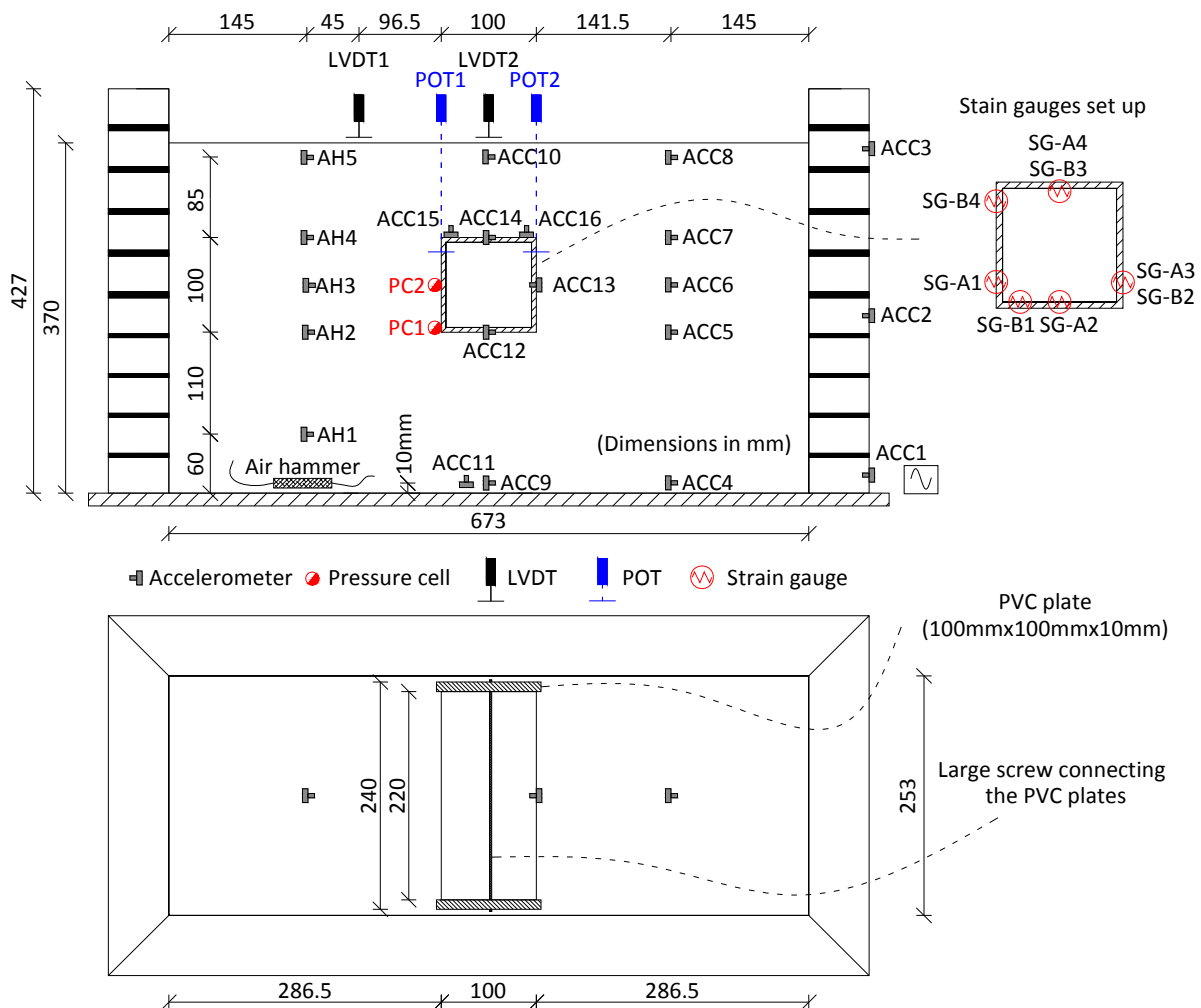 145 45 96.5 100 141.5 145
LVDT1 LVDT2
POT1 POT2
Stain gauges set up
AH5 ACC10 ACC8 ACC3
SG-A4
SG-B3
SG-B4
85
ACC15 ACC14 ACC16
AH4 ACC7
427
370
100
AH3 PC2 ACC13 ACC6
SG-A1 SG-A3
SG-B2
ACC2
PC1
AH2 ACC12 ACC5
SG-B1 SG-A2
110
AH1 (Dimensions in mm)
60
Air hammer 10mm ACC11 ACC1
ACC9 ACC4
673
Accelerometer Pressure cell LVDT POT Strain gauge
PVC plate
(100mmx100mmx10mm)
240
220
253
Large screw connecting
the PVC plates
286.5 100 286.5